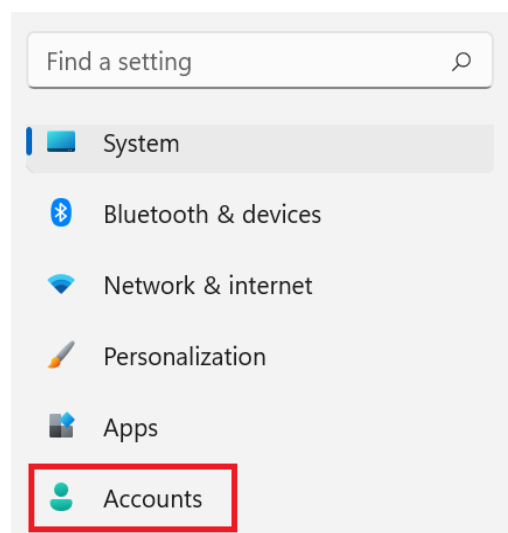 Find a setting
System
Bluetooth & devices
Network & internet
Personalization
Apps
Accounts